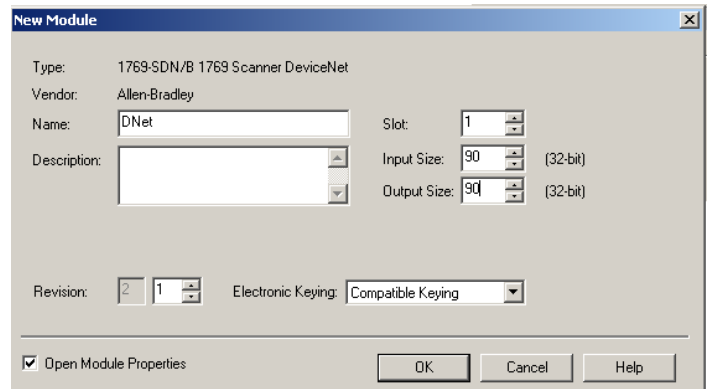 New Module
Type: 1769-SDN/B 1769 Scanner DeviceNet
Vendor: Allen-Bradley
Name: DNet Slot: 1
Description: Input Size: 90 (32-bit)
Output Size: 90 (32-bit)
Revision: 2 1 Electronic Keying: Compatible Keying
Open Module Properties OK Cancel Help